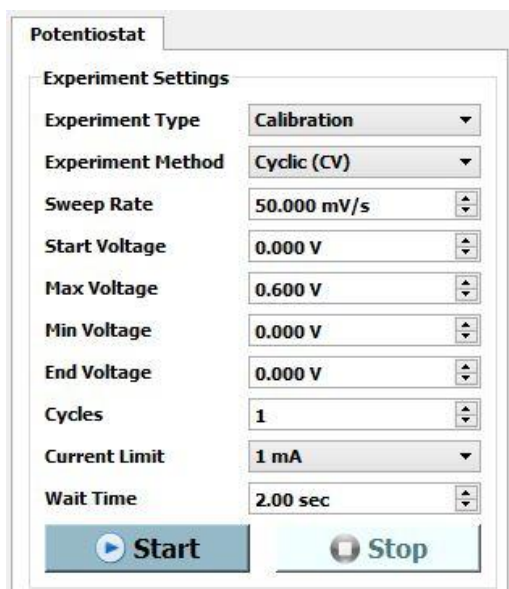 Potentiostat
Experiment Settings
Experiment Type Calibration
Experiment Method Cyclic (CV)
Sweep Rate 50.000 mV/s
Start Voltage 0.000 V
Max Voltage 0.600 V
Min Voltage 0.000 V
End Voltage 0.000 V
Cycles 1
Current Limit 1 mA
Wait Time 2.00 sec
Start Stop